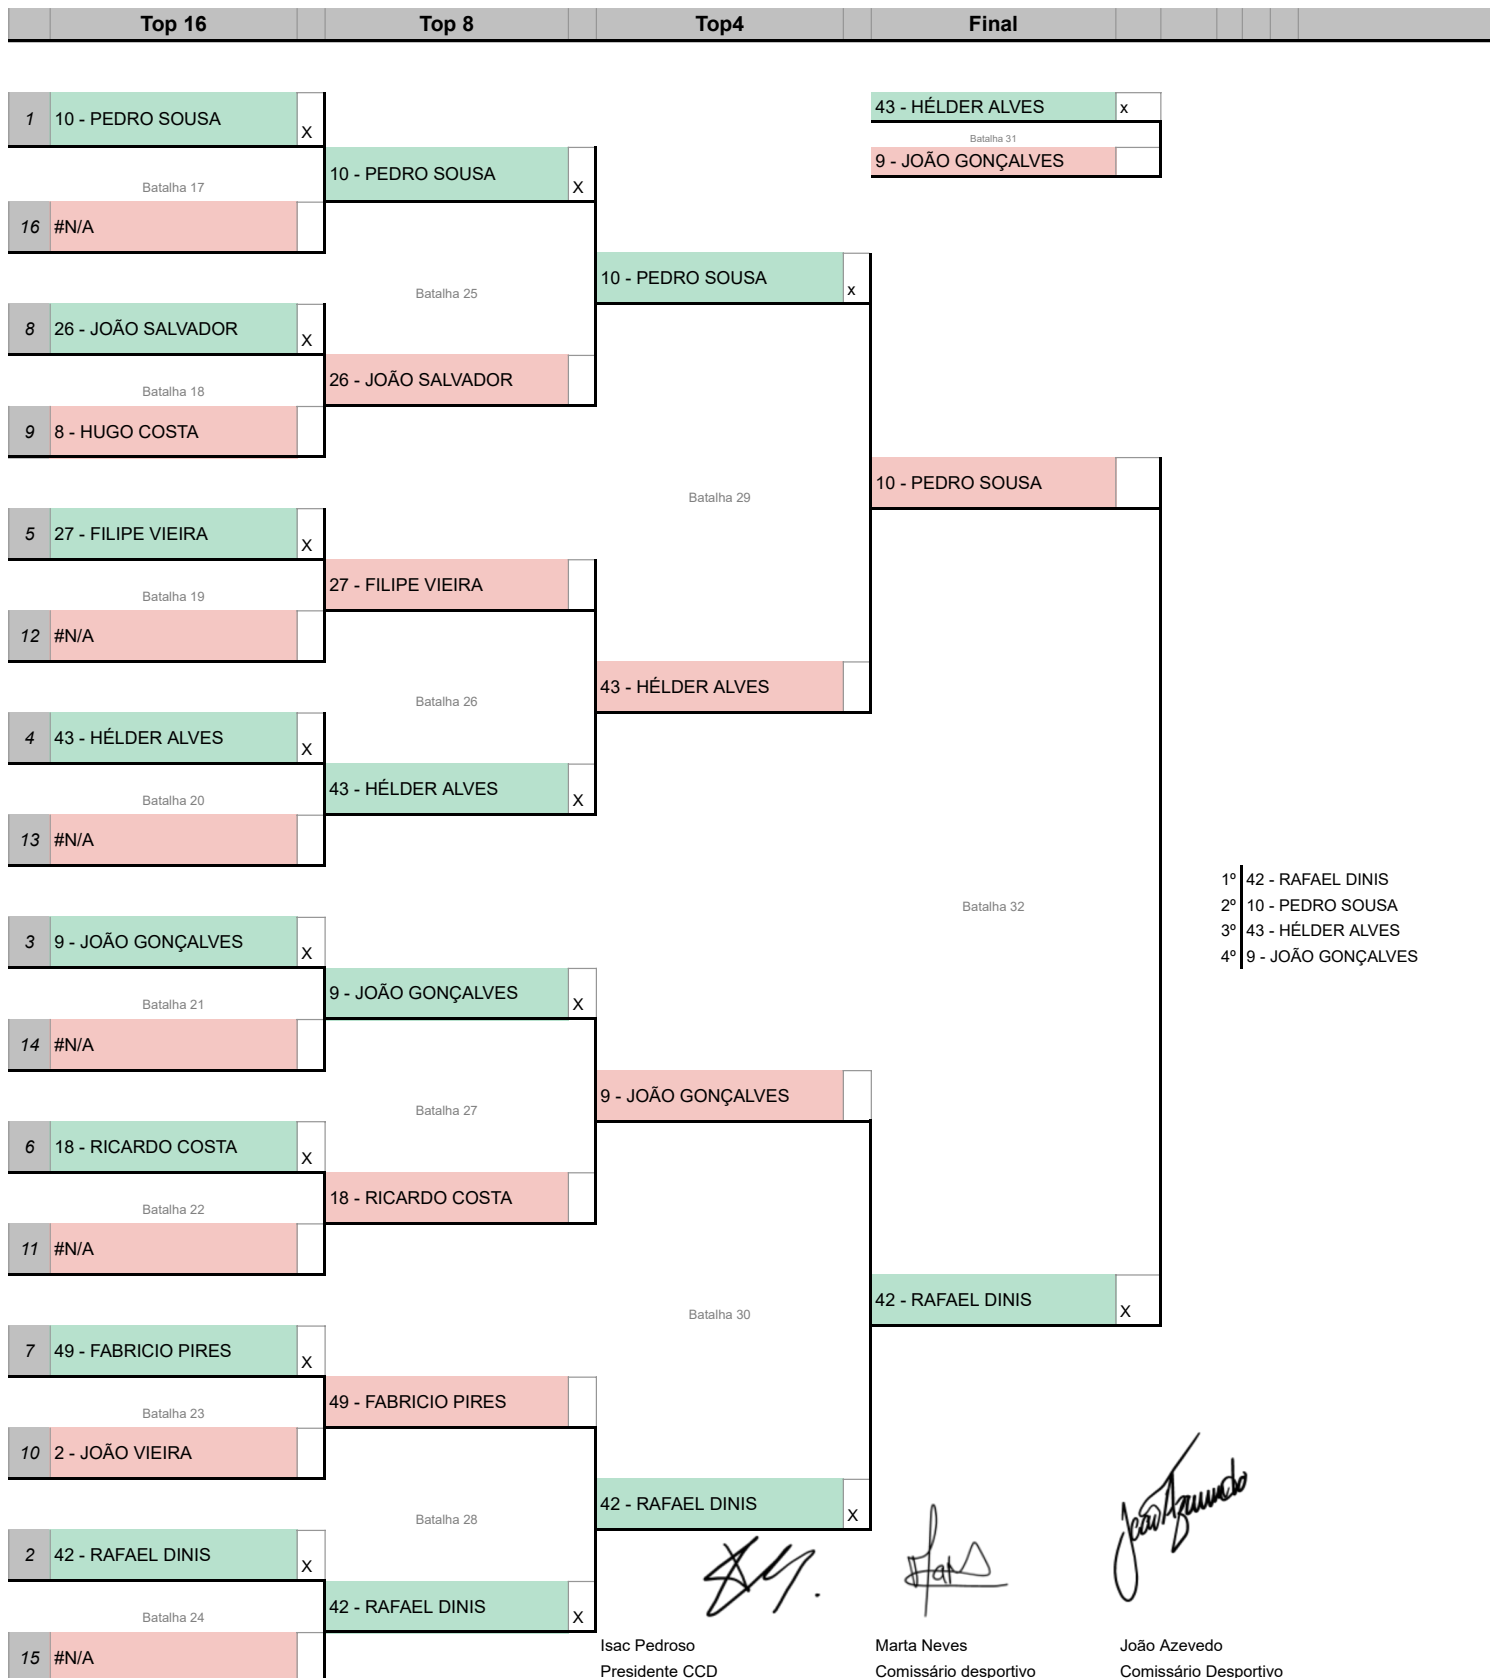 Top 16 Top 8 Top4 Final
43 - HÉLDER ALVES x
1 10 - PEDRO SOUSA X
Batalha 31
9 - JOÃO GONÇALVES
10 - PEDRO SOUSA X
Batalha 17
16 #N/A
10 - PEDRO SOUSA x
Batalha 25
8 26 - JOÃO SALVADOR X
26 - JOÃO SALVADOR
Batalha 18
9 8 - HUGO COSTA
10 - PEDRO SOUSA
Batalha 29
5 27 - FILIPE VIEIRA X
27 - FILIPE VIEIRA
Batalha 19
12 #N/A
43 - HÉLDER ALVES
Batalha 26
4 43 - HÉLDER ALVES X
43 - HÉLDER ALVES X
Batalha 20
13 #N/A
1º 42 - RAFAEL DINIS
Batalha 32
2º 10 - PEDRO SOUSA
3º 43 - HÉLDER ALVES
4º 9 - JOÃO GONÇALVES
3 9 - JOÃO GONÇALVES X
9 - JOÃO GONÇALVES X
Batalha 21
14 #N/A
9 - JOÃO GONÇALVES
Batalha 27
6 18 - RICARDO COSTA X
18 - RICARDO COSTA
Batalha 22
11 #N/A
42 - RAFAEL DINIS X
Batalha 30
7 49 - FABRICIO PIRES X
49 - FABRICIO PIRES
Batalha 23
10 2 - JOÃO VIEIRA
42 - RAFAEL DINIS X
Batalha 28
2 42 - RAFAEL DINIS X
42 - RAFAEL DINIS X
Batalha 24
15 #N/A
Isac Pedroso Marta Neves João Azevedo
Presidente CCD Comissário desportivo Comissário Desportivo